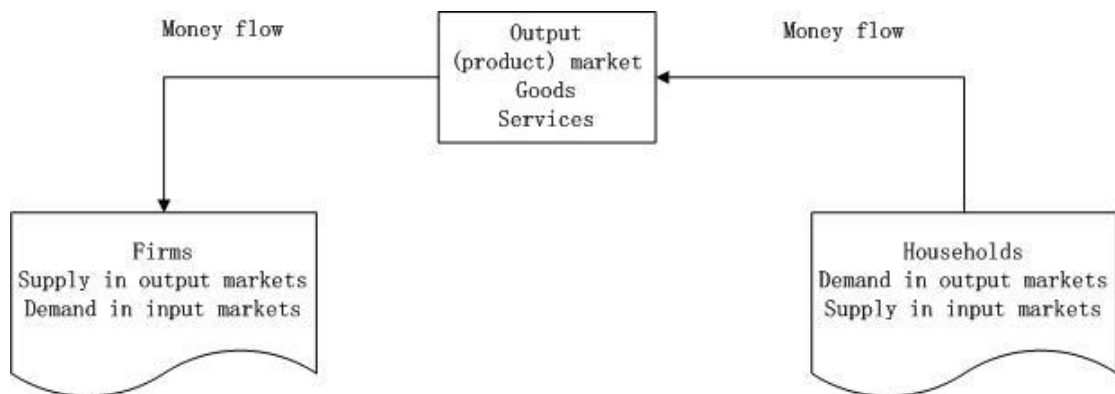 Money flow
Output
(product) market
Goods
Services
Money flow
Firms
Supply in output markets
Demand in input markets
Households
Demand in output markets
Supply in input markets